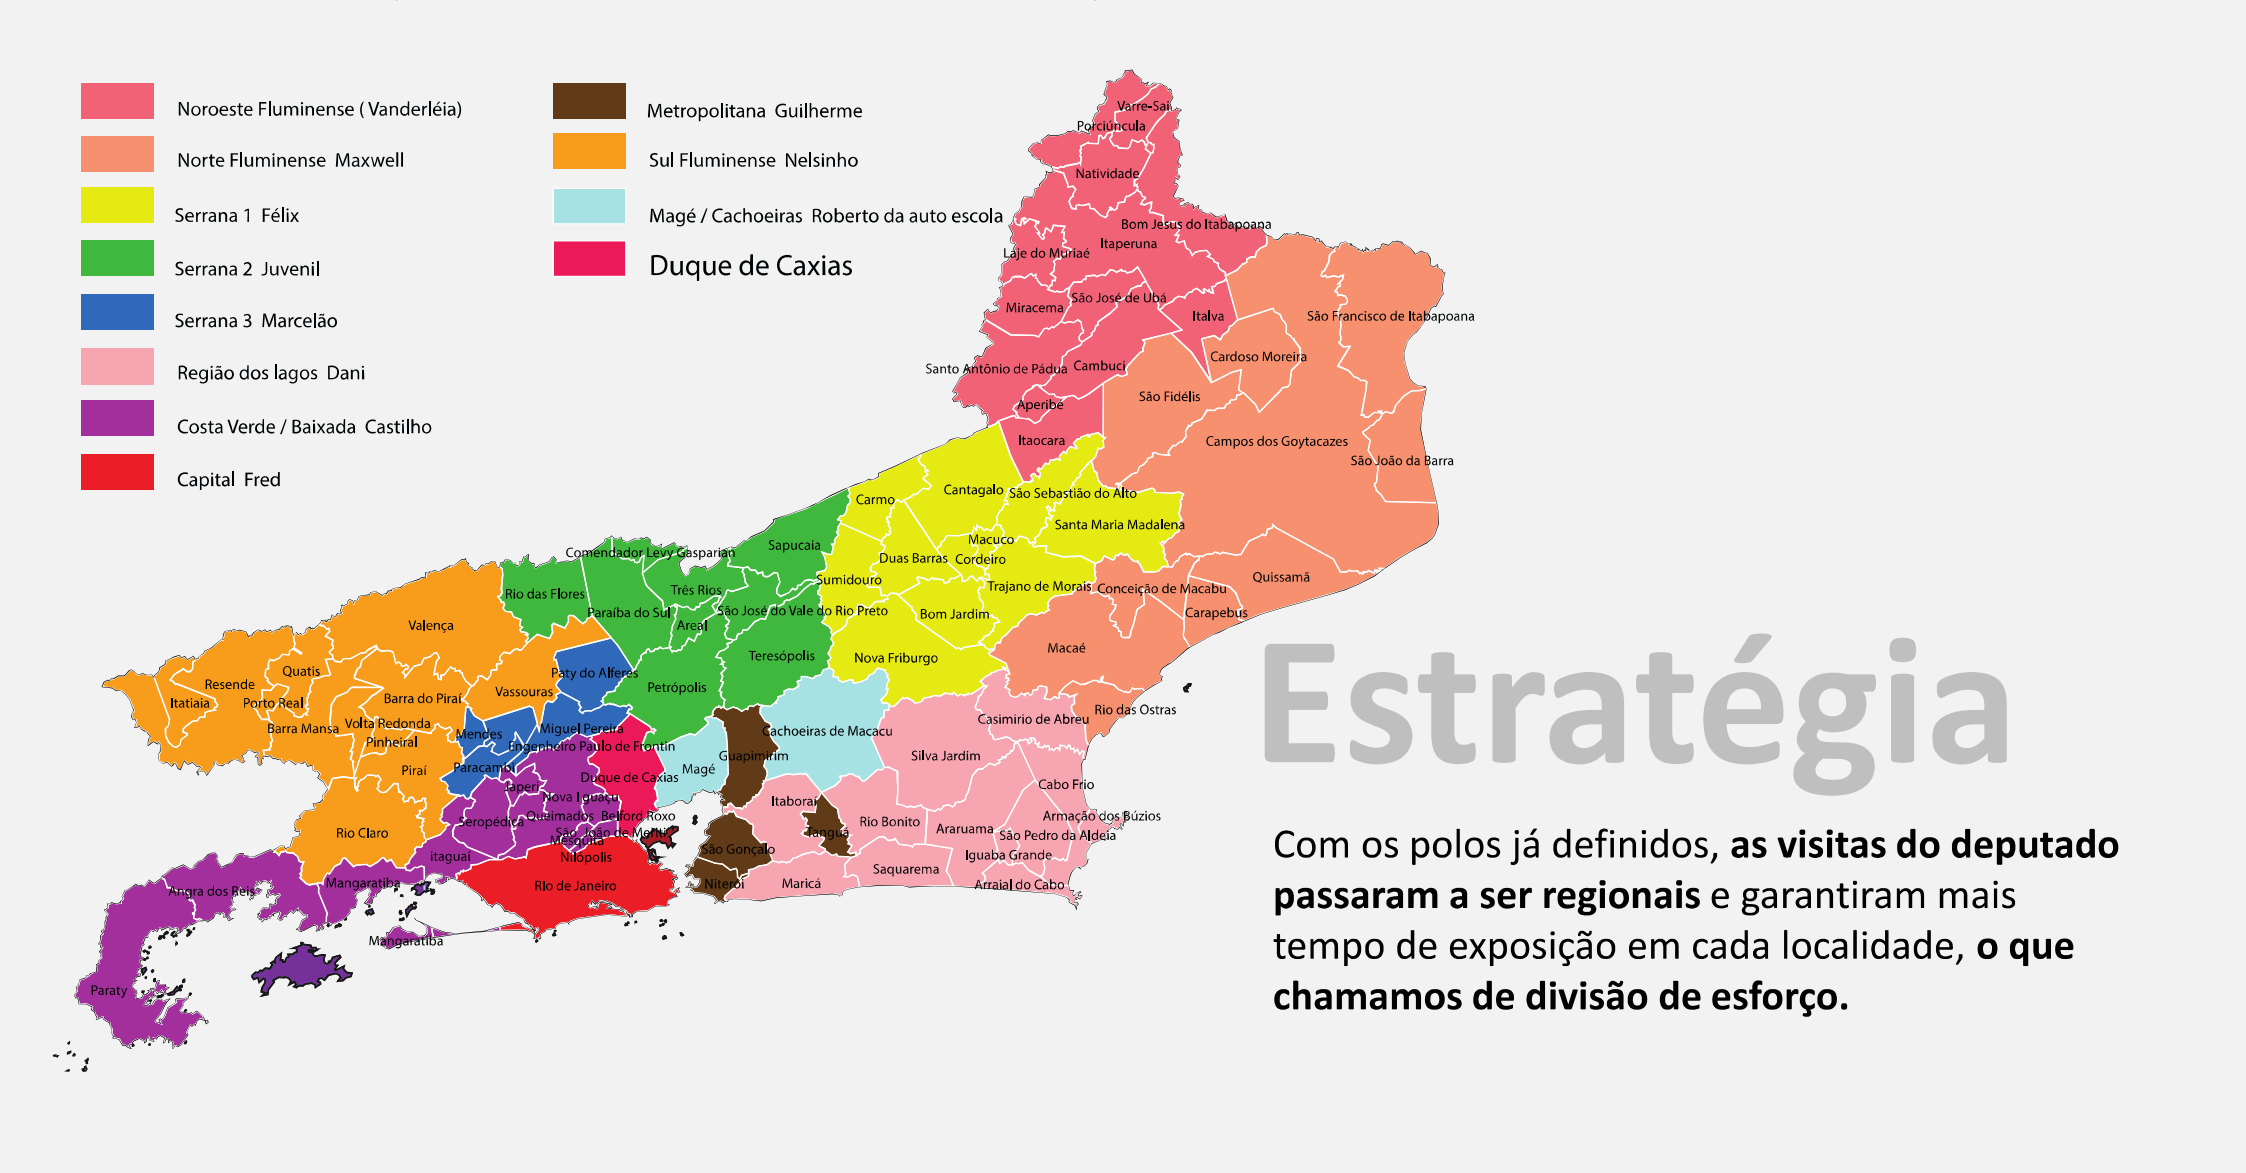 Noroeste Fluminense ( Vanderléia)
Norte Fluminense Maxwell
Serrana 1 Félix
Serrana 2 Juvenil
Serrana 3 Marcelão
Região dos lagos Dani
Costa Verde / Baixada Castilho
Capital Fred
Metropolitana Guilherme
Sul Fluminense Nelsinho
Magé / Cachoeiras Roberto da auto escola
Duque de Caxias
Varre-Sai
Porciúncula
Natividade
Bom Jesus do Itabapoana
Itaperuna
Laje do Muriaé
São José de Ubá
Miracema
Italva
São Francisco de Itabapoana
Cardoso Moreira
Santo Antônio de Pádua
Cambuci
São Fidélis
Aperibé
Itaocara
Campos dos Goytacazes
São João da Barra
Cantagalo
São Sebastião do Alto
Carmo
Santa Maria Madalena
Macuco
Sapucaia
Comendador Levy Gasparian
Duas Barras
Cordeiro
Quissamã
Sumidouro
Trajano de Morais
Conceição de Macabu
Três Rios
Rio das Flores
Paraíba do Sul
São José do Vale do Rio Preto
Bom Jardim
Carapebus
Areal
Valença
Macaé
Teresópolis
Nova Friburgo
Quatis
Paty do Alferes
Resende
Petrópolis
Vassouras
Barra do Piraí
Itatiaia
Porto Real
Rio das Ostras
Casimirio de Abreu
Volta Redonda
Barra Mansa
Miguel Pereira
Cachoeiras de Macacu
Mendes
Pinheiral
Engenheiro Paulo de Frontin
Guapimirim
Silva Jardim
Piraí
Paracambi
Magé
Duque de Caxias
Japeri
Cabo Frio
Nova Iguaçu
Itaboraí
Queimados
Belford Roxo
Armação dos Búzios
Seropédica
Rio Bonito
Araruama
Rio Claro
São João de Meriti
Tanguá
São Pedro da Aldeia
Mesquita
São Gonçalo
itaguaí
Nilópolis
Iguaba Grande
Saquarema
Mangaratiba
Angra dos Reis
RIo de Janeiro
Niterói
Maricá
Arraial do Cabo
Mangaratiba
Paraty
Estratégia
Com os polos já definidos, as visitas do deputado
passaram a ser regionais e garantiram mais
tempo de exposição em cada localidade, o que
chamamos de divisão de esforço.